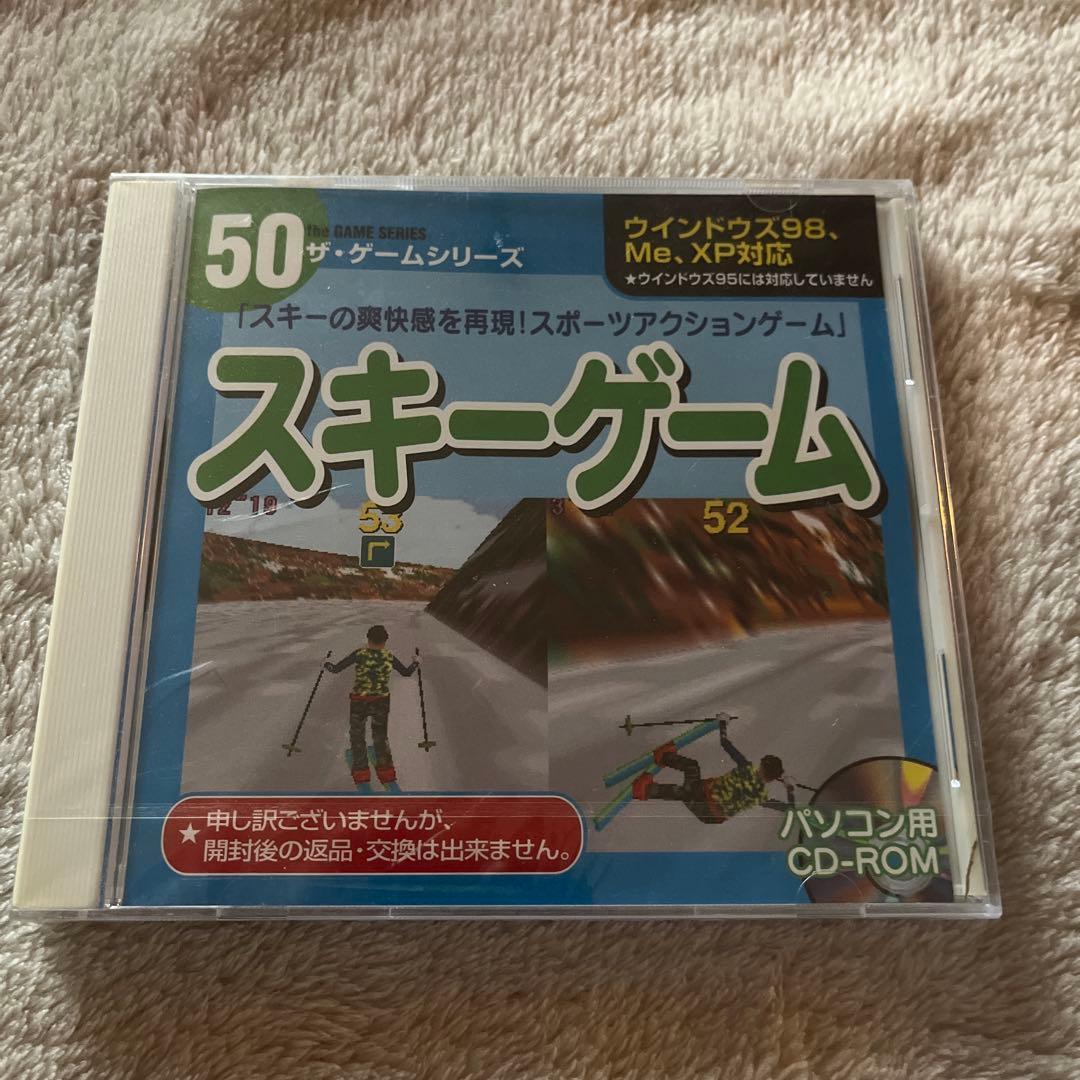 50
the GAME SERIES
ザ・ゲームシリーズ
ウインドウズ98、
Me、XP対応
★ウインドウズ95には対応していません
「スキーの爽快感を再現!スポーツアクションゲーム」
スキーゲーム
53
52
★申し訳ございませんが、
開封後の返品・交換は出来ません。
パソコン用
CD-ROM